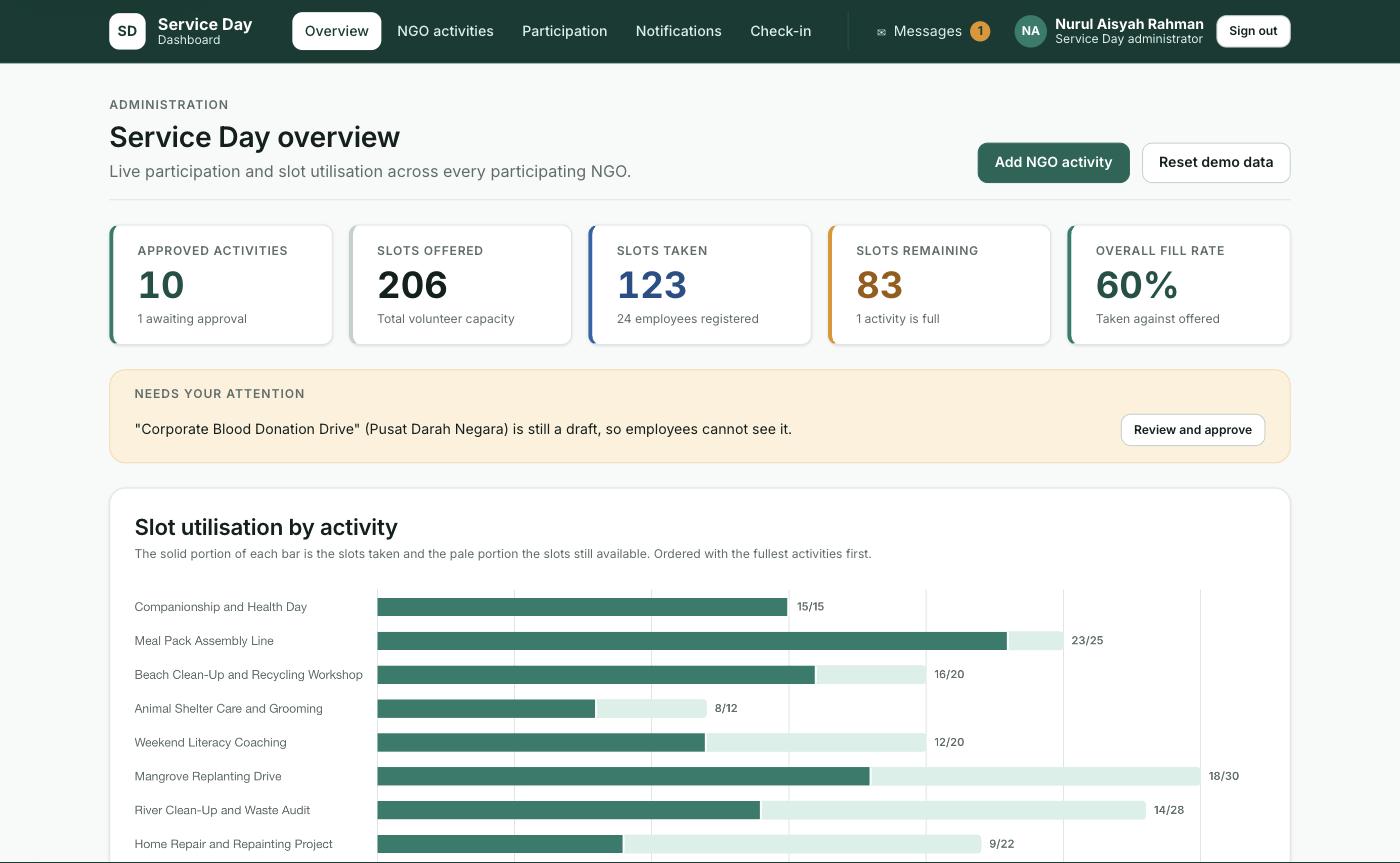 SD
Service Day
Dashboard
Overview
NGO activities
Participation
Notifications
Check-in
✉ Messages 1
NA
Nurul Aisyah Rahman
Service Day administrator
Sign out
ADMINISTRATION
Service Day overview
Live participation and slot utilisation across every participating NGO.
Add NGO activity
Reset demo data
APPROVED ACTIVITIES
10
1 awaiting approval
SLOTS OFFERED
206
Total volunteer capacity
SLOTS TAKEN
123
24 employees registered
SLOTS REMAINING
83
1 activity is full
OVERALL FILL RATE
60%
Taken against offered
NEEDS YOUR ATTENTION
"Corporate Blood Donation Drive" (Pusat Darah Negara) is still a draft, so employees cannot see it.
Review and approve
Slot utilisation by activity
The solid portion of each bar is the slots taken and the pale portion the slots still available. Ordered with the fullest activities first.
Companionship and Health Day 15/15
Meal Pack Assembly Line 23/25
Beach Clean-Up and Recycling Workshop 16/20
Animal Shelter Care and Grooming 8/12
Weekend Literacy Coaching 12/20
Mangrove Replanting Drive 18/30
River Clean-Up and Waste Audit 14/28
Home Repair and Repainting Project 9/22